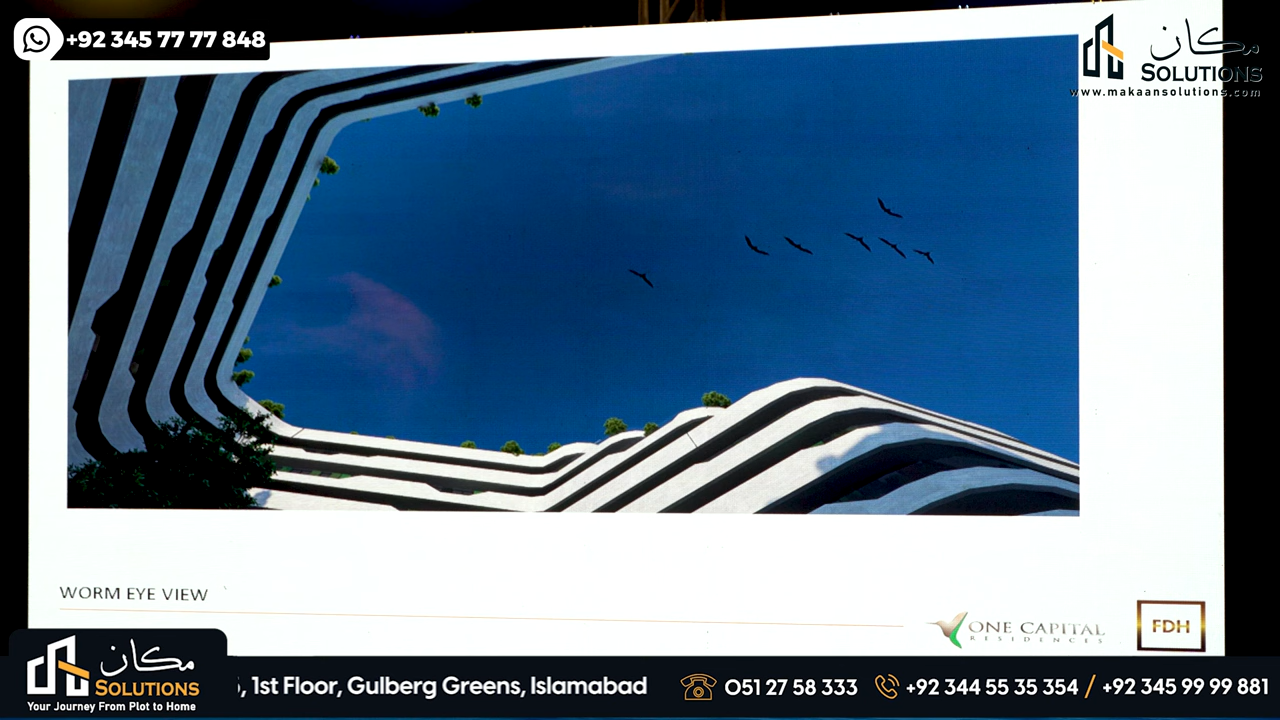 +92 345 77 77 848
مكان
SOLUTIONS
www.makaansolutions.com
WORM EYE VIEW
ONE CAPITAL
RESIDENCES
FDH
مكان
SOLUTIONS
Your Journey From Plot to Home
1st Floor, Gulberg Greens, Islamabad
051 27 58 333
+92 344 55 35 354 / +92 345 99 99 881